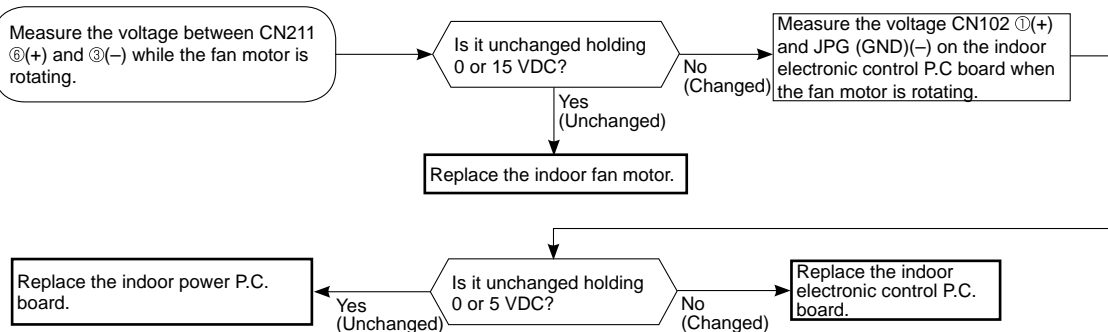 Measure the voltage between CN211
⑥(+) and ③(–) while the fan motor is
rotating.
Is it unchanged holding
0 or 15 VDC?
No
(Changed)
Measure the voltage CN102 ①(+)
and JPG (GND)(–) on the indoor
electronic control P.C board when
the fan motor is rotating.
Yes
(Unchanged)
Replace the indoor fan motor.
Replace the indoor power P.C.
board.
Yes
(Unchanged)
Is it unchanged holding
0 or 5 VDC?
No
(Changed)
Replace the indoor
electronic control P.C.
board.